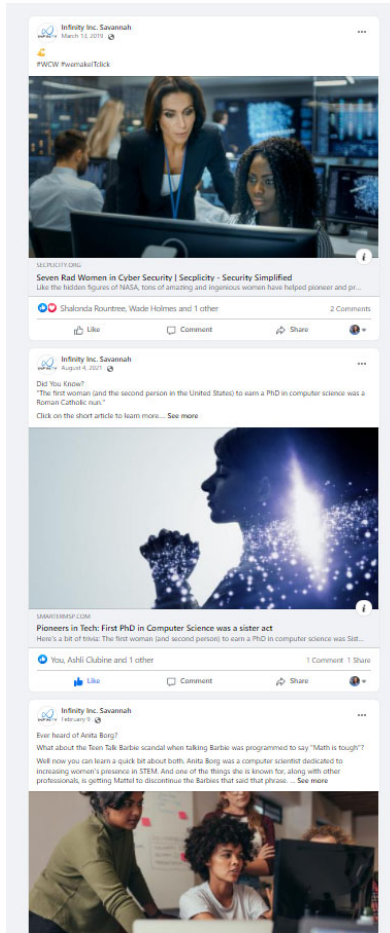 Infinity Inc. Savannah
March 13, 2019
#WCW #wemakeITclick
SECPLICITY.ORG
Seven Rad Women in Cyber Security | Secplicity - Security Simplified
Like the hidden figures of NASA, tons of amazing and ingenious women have helped pioneer and pr...
Shalonda Rountree, Wade Holmes and 1 other
2 Comments
Like
Comment
Share
Infinity Inc. Savannah
August 4, 2021
Did You Know?
"The first woman (and the second person in the United States) to earn a PhD in computer science was a
Roman Catholic nun."
Click on the short article to learn more... See more
SMARTERMSP.COM
Pioneers in Tech: First PhD in Computer Science was a sister act
Here's a bit of trivia: The first woman (and second person) to earn a PhD in computer science was Sist...
You, Ashli Clubine and 1 other
1 Comment 1 Share
Like
Comment
Share
Infinity Inc. Savannah
February 9
Ever heard of Anita Borg?
What about the Teen Talk Barbie scandal when talking Barbie was programmed to say "Math is tough"?
Well now you can learn a quick bit about both. Anita Borg was a computer scientist dedicated to
increasing women's presence in STEM. And one of the things she is known for, along with other
professionals, is getting Mattel to discontinue the Barbies that said that phrase. ... See more